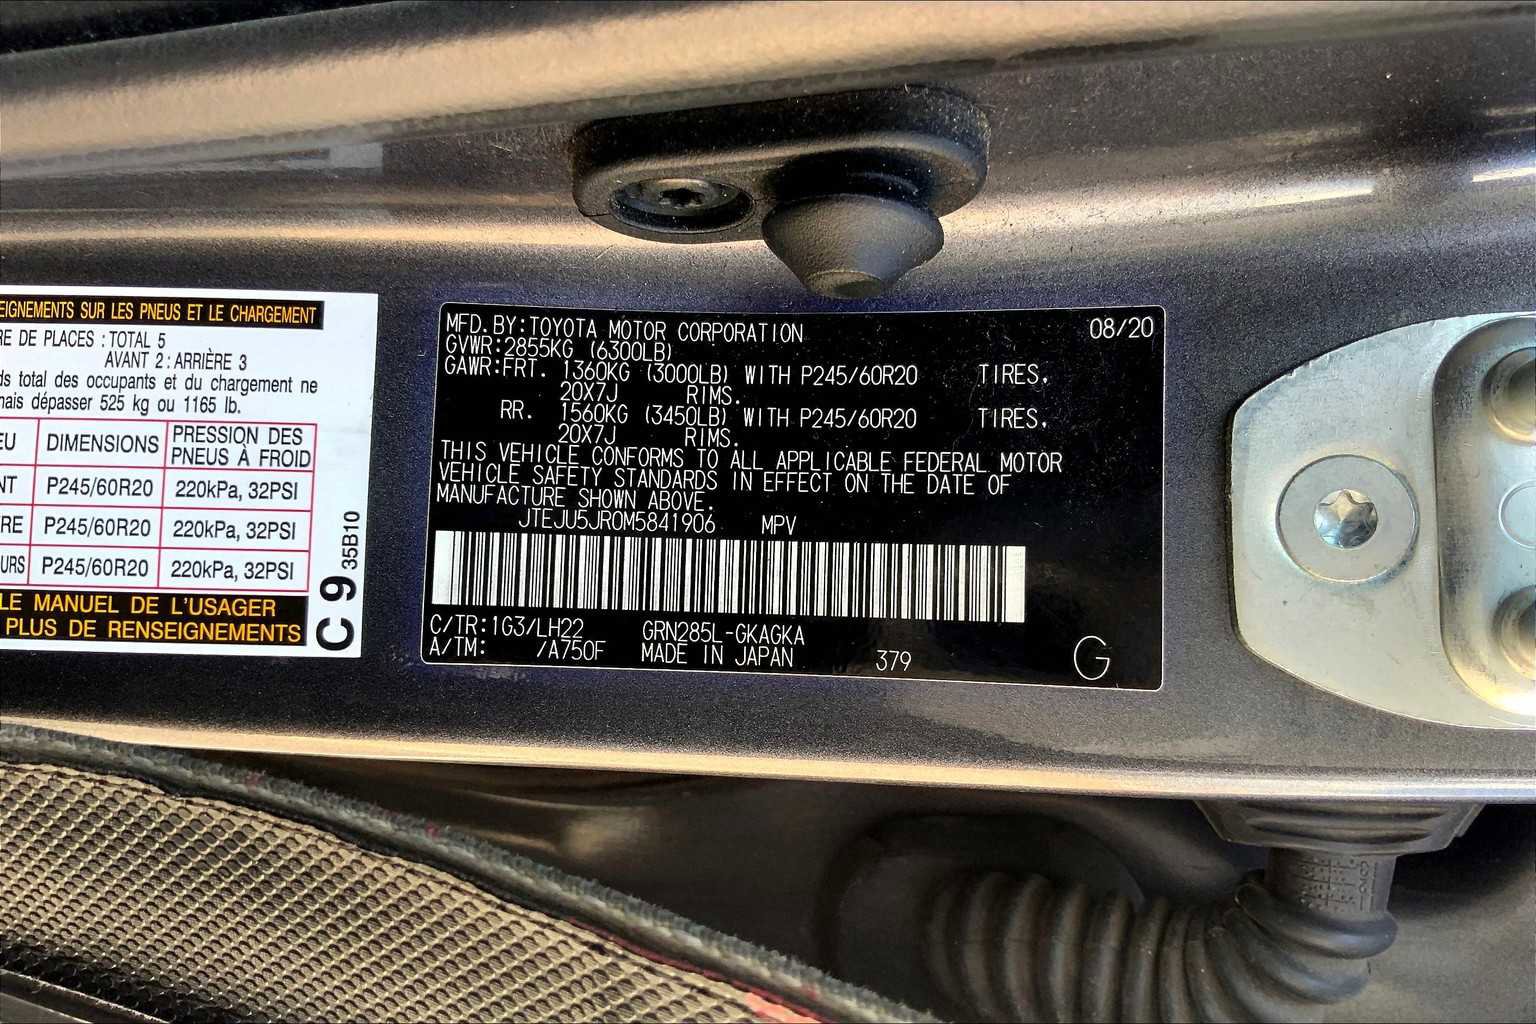 EIGNEMENTS SUR LES PNEUS ET LE CHARGEMENT
RE DE PLACES : TOTAL 5
AVANT 2 : ARRIÈRE 3
ds total des occupants et du chargement ne
mais dépasser 525 kg ou 1165 lb.
EU DIMENSIONS PRESSION DES PNEUS À FROID
NT P245/60R20 220kPa, 32PSI
RE P245/60R20 220kPa, 32PSI
URS P245/60R20 220kPa, 32PSI
LE MANUEL DE L'USAGER
PLUS DE RENSEIGNEMENTS
C 9 35B10
MFD. BY: TOYOTA MOTOR CORPORATION 08/20
GVWR: 2855KG (6300LB)
GAWR: FRT. 1360KG (3000LB) WITH P245/60R20 TIRES,
20X7J RIMS.
RR. 1560KG (3450LB) WITH P245/60R20 TIRES,
20X7J RIMS.
THIS VEHICLE CONFORMS TO ALL APPLICABLE FEDERAL MOTOR
VEHICLE SAFETY STANDARDS IN EFFECT ON THE DATE OF
MANUFACTURE SHOWN ABOVE.
JTEJU5JR0M5841906 MPV
C/TR: 1G3/LH22 GRN285L-GKAGKA
A/TM: /A750F MADE IN JAPAN 379
G